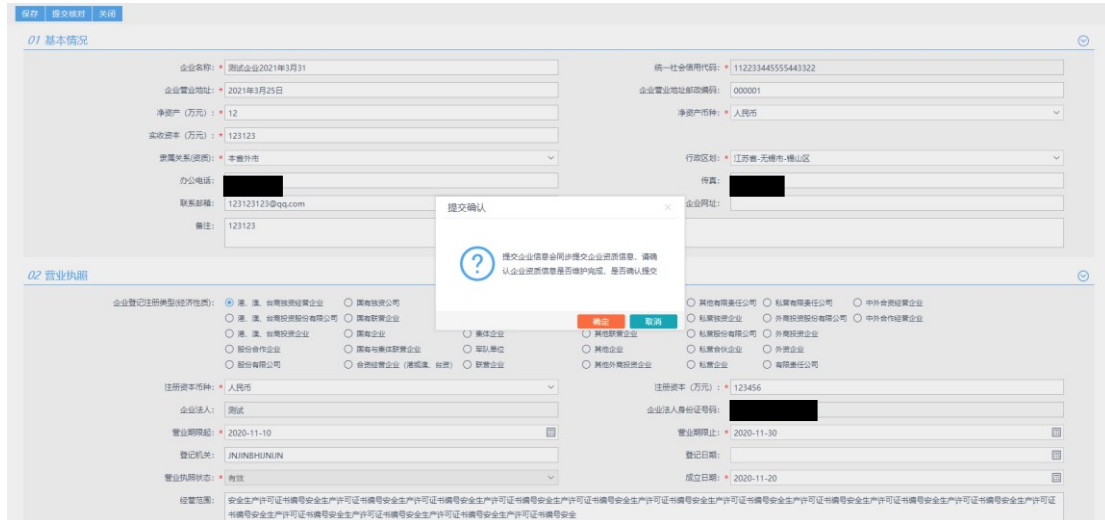 保存 提交核对 关闭
01 基本情况
企业名称: * 测试企业2021年3月31 统一社会信用代码: * 112233445555443322
企业营业地址: * 2021年3月25日 企业营业地址邮政编码: 000001
净资产（万元）: * 12 净资产币种: * 人民币
实收资本（万元）: * 123123
隶属关系(资质): * 本省外市 行政区划: * 江苏省-无锡市-锡山区
办公电话: 传真:
联系邮箱: 123123123@qq.com 企业网址:
备注: 123123
提交确认
提交企业信息会同步提交企业资质信息，请确
认企业资质信息是否维护完成，是否确认提交
确定 取消
02 营业执照
企业登记注册类型(经济性质): 港、澳、台商独资经营企业 国有独资公司 其他有限责任公司 私营有限责任公司 中外合资经营企业
港、澳、台商投资股份有限公司 国有联营企业 私营独资企业 外商投资股份有限公司 中外合作经营企业
港、澳、台商投资企业 国有企业 集体企业 其他联营企业 私营股份有限公司 外商投资企业
股份合作企业 国有与集体联营企业 军队单位 其他企业 私营合伙企业 外资企业
股份有限公司 合资经营企业（港或澳、台资） 联营企业 其他外商投资企业 私营企业 有限责任公司
注册资本币种: * 人民币 注册资本（万元）: * 123456
企业法人: 测试 企业法人身份证号码:
营业期限起: * 2020-11-10 营业期限止: * 2020-11-30
登记机关: JNJINBHIJNIJN 登记日期:
营业执照状态: * 有效 成立日期: * 2020-11-20
经营范围: 安全生产许可证书编号安全生产许可证书编号安全生产许可证书编号安全生产许可证书编号安全生产许可证书编号安全生产许可证书编号安全生产许可证书编号安全生产许可证书编号安全生产许可证
书编号安全生产许可证书编号安全生产许可证书编号安全生产许可证书编号安全